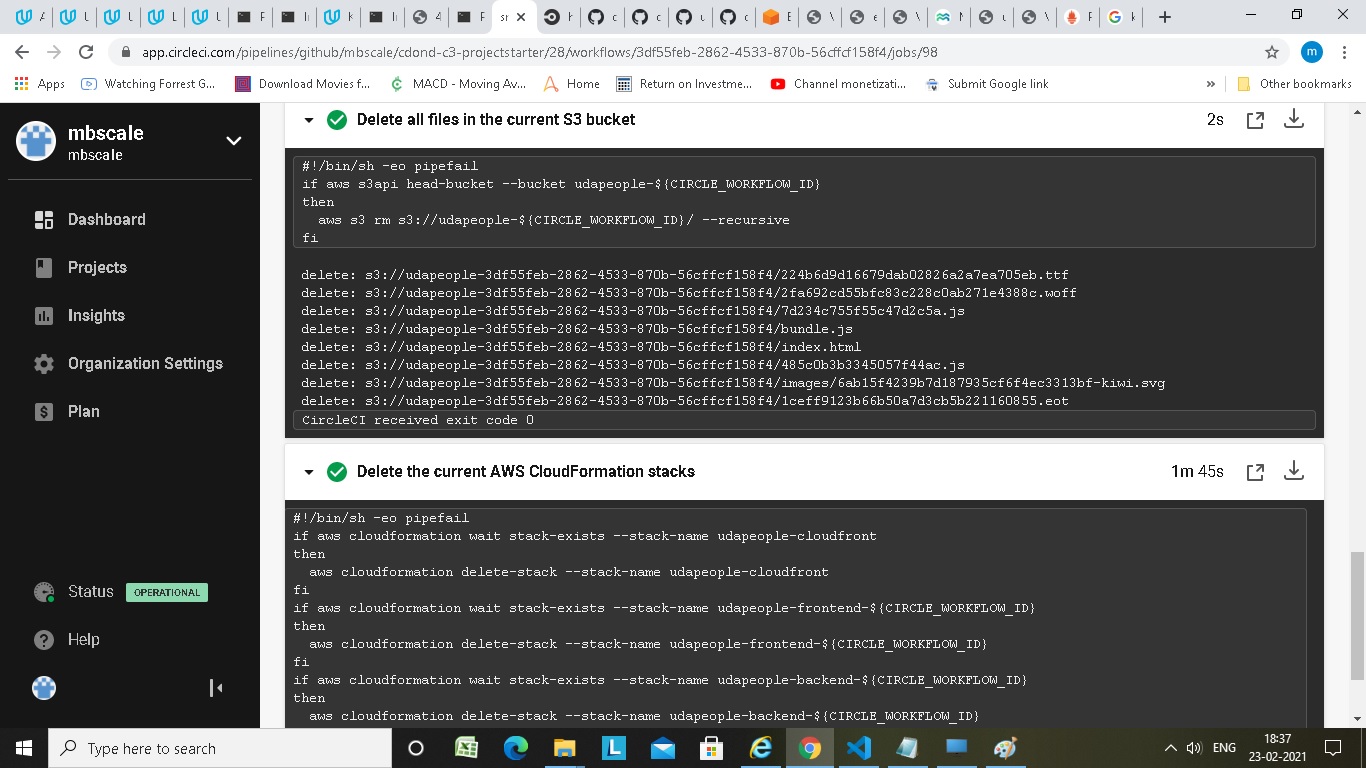 A
L
L
L
L
F
In
K
In
4
F
sr
h
c
c
u
c
E
V
e
V
N
u
V
F
k
app.circleci.com/pipelines/github/mbscale/cdond-c3-projectstarter/28/workflows/3df55feb-2862-4533-870b-56cffcf158f4/jobs/98
m
Apps
Watching Forrest G...
Download Movies f...
MACD - Moving Av...
Home
Return on Investme...
Channel monetizati...
Submit Google link
»
Other bookmarks
mbscale
mbscale
Dashboard
Projects
Insights
Organization Settings
Plan
Status OPERATIONAL
Help
Delete all files in the current S3 bucket 2s
#!/bin/sh -eo pipefail
if aws s3api head-bucket --bucket udapeople-${CIRCLE_WORKFLOW_ID}
then
aws s3 rm s3://udapeople-${CIRCLE_WORKFLOW_ID}/ --recursive
fi
delete: s3://udapeople-3df55feb-2862-4533-870b-56cffcf158f4/224b6d9d16679dab02826a2a7ea705eb.ttf
delete: s3://udapeople-3df55feb-2862-4533-870b-56cffcf158f4/2fa692cd55bfc83c228c0ab271e4388c.woff
delete: s3://udapeople-3df55feb-2862-4533-870b-56cffcf158f4/7d234c755f55c47d2c5a.js
delete: s3://udapeople-3df55feb-2862-4533-870b-56cffcf158f4/bundle.js
delete: s3://udapeople-3df55feb-2862-4533-870b-56cffcf158f4/index.html
delete: s3://udapeople-3df55feb-2862-4533-870b-56cffcf158f4/485c0b3b3345057f44ac.js
delete: s3://udapeople-3df55feb-2862-4533-870b-56cffcf158f4/images/6ab15f4239b7d187935cf6f4ec3313bf-kiwi.svg
delete: s3://udapeople-3df55feb-2862-4533-870b-56cffcf158f4/1ceff9123b66b50a7d3cb5b221160855.eot
CircleCI received exit code 0
Delete the current AWS CloudFormation stacks 1m 45s
#!/bin/sh -eo pipefail
if aws cloudformation wait stack-exists --stack-name udapeople-cloudfront
then
aws cloudformation delete-stack --stack-name udapeople-cloudfront
fi
if aws cloudformation wait stack-exists --stack-name udapeople-frontend-${CIRCLE_WORKFLOW_ID}
then
aws cloudformation delete-stack --stack-name udapeople-frontend-${CIRCLE_WORKFLOW_ID}
fi
if aws cloudformation wait stack-exists --stack-name udapeople-backend-${CIRCLE_WORKFLOW_ID}
then
aws cloudformation delete-stack --stack-name udapeople-backend-${CIRCLE_WORKFLOW_ID}
Type here to search
ENG
18:37
23-02-2021